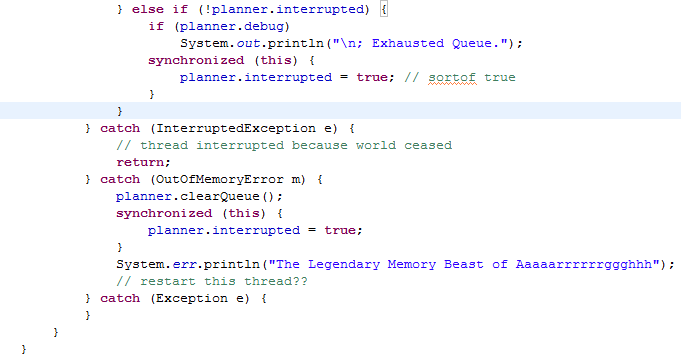 } else if (!planner.interrupted) {
if (planner.debug)
System.out.println("\n; Exhausted Queue.");
synchronized (this) {
planner.interrupted = true; // sortof true
}
}
} catch (InterruptedException e) {
// thread interrupted because world ceased
return;
} catch (OutOfMemoryError m) {
planner.clearQueue();
synchronized (this) {
planner.interrupted = true;
}
System.err.println("The Legendary Memory Beast of Aaaaarrrrrrggghhh");
// restart this thread??
} catch (Exception e) {
}
}
}